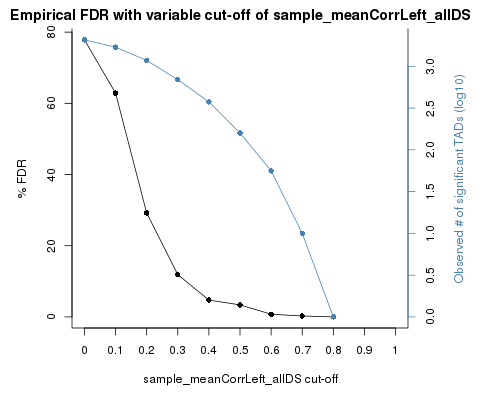 Empirical FDR with variable cut-off of sample_meanCorrLeft_allDS
% FDR
80
60
40
20
0
0 0.1 0.2 0.3 0.4 0.5 0.6 0.7 0.8 0.9 1
sample_meanCorrLeft_allDS cut-off
3.0
2.5
2.0
1.5
1.0
0.5
0.0
Observed # of significant TADs (log10)